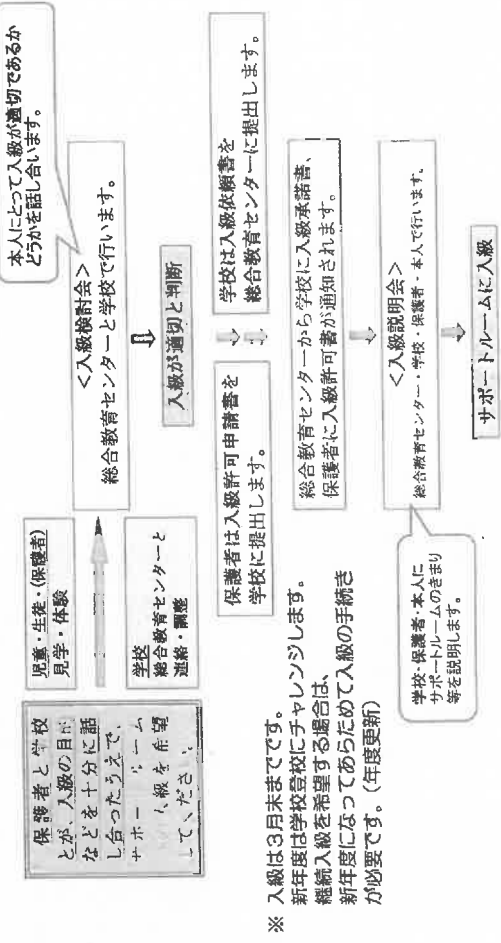 保護者と学校
とが、入級の目
などを十分に話
し合ったうえで、
サポー ーム
入級を希望
してください。
児童・生徒・(保護者)
見学・体験
学校
総合教育センターと
連絡・調整
本人にとって入級が適切であるか
どうかを話し合います。
<入級検討会>
総合教育センターと学校で行います。
入級が適切と判断
保護者は入級許可申請書を
学校に提出します。
学校は入級依頼書を
総合教育センターに提出します。
総合教育センターから学校に入級承諾書、
保護者に入級許可書が通知されます。
<入級説明会>
総合教育センター・学校・保護者・本人で行います。
学校・保護者・本人に
サポートルームのきまり
等を説明します。
サポートルームに入級
※ 入級は3月末までです。
新年度は学校登校にチャレンジします。
継続入級を希望する場合は、
新年度になってあらためて入級の手続き
が必要です。(年度更新)